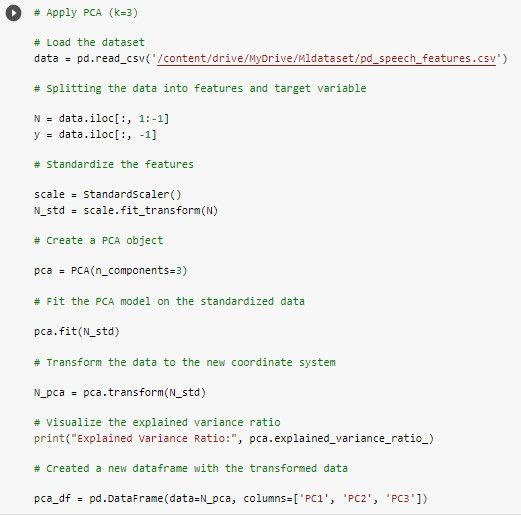 # Apply PCA (k=3)
# Load the dataset
data = pd.read_csv('/content/drive/MyDrive/Mldataset/pd_speech_features.csv')
# Splitting the data into features and target variable
N = data.iloc[:, 1:-1]
y = data.iloc[:, -1]
# Standardize the features
scale = StandardScaler()
N_std = scale.fit_transform(N)
# Create a PCA object
pca = PCA(n_components=3)
# Fit the PCA model on the standardized data
pca.fit(N_std)
# Transform the data to the new coordinate system
N_pca = pca.transform(N_std)
# Visualize the explained variance ratio
print("Explained Variance Ratio:", pca.explained_variance_ratio_)
# Created a new dataframe with the transformed data
pca_df = pd.DataFrame(data=N_pca, columns=['PC1', 'PC2', 'PC3'])